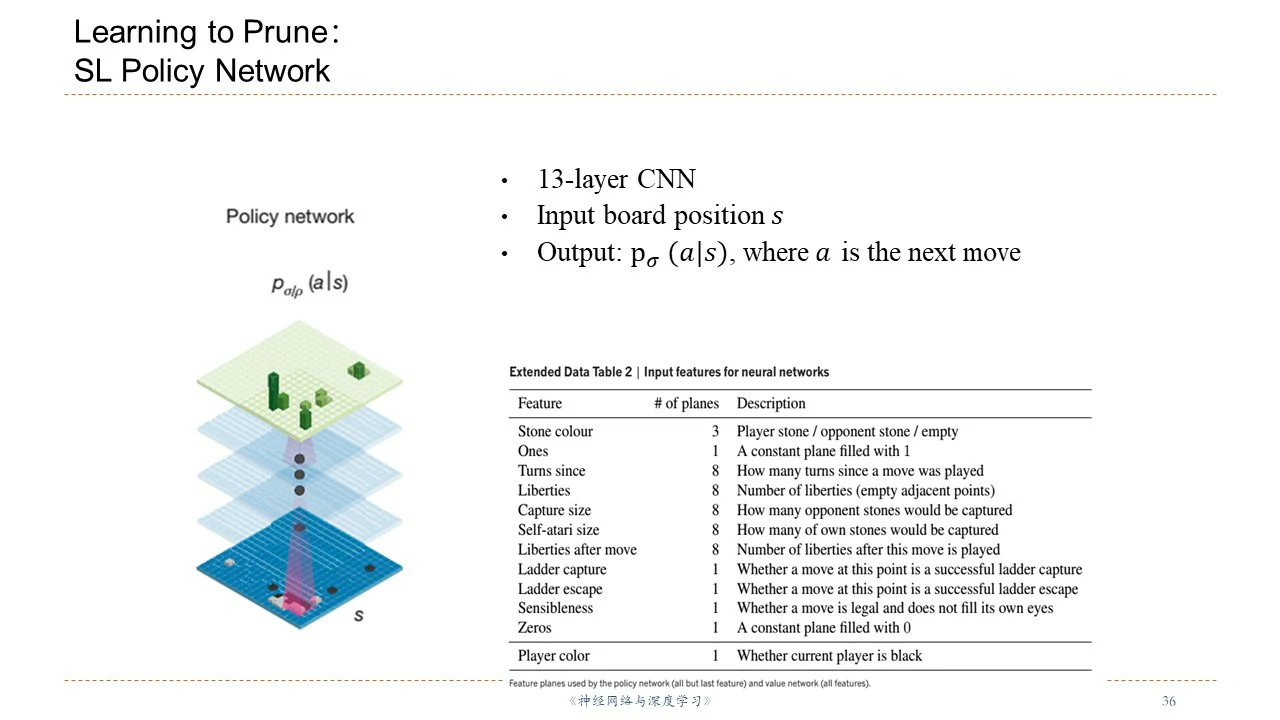 Learning to Prune：
SL Policy Network
Policy network
p σ/ρ (a|s)
s
• 13-layer CNN
• Input board position s
• Output: p σ (a|s), where a is the next move
Extended Data Table 2 | Input features for neural networks
Feature # of planes Description
Stone colour 3 Player stone / opponent stone / empty
Ones 1 A constant plane filled with 1
Turns since 8 How many turns since a move was played
Liberties 8 Number of liberties (empty adjacent points)
Capture size 8 How many opponent stones would be captured
Self-atari size 8 How many of own stones would be captured
Liberties after move 8 Number of liberties after this move is played
Ladder capture 1 Whether a move at this point is a successful ladder capture
Ladder escape 1 Whether a move at this point is a successful ladder escape
Sensibleness 1 Whether a move is legal and does not fill its own eyes
Zeros 1 A constant plane filled with 0
Player color 1 Whether current player is black
Feature planes used by the policy network (all but last feature) and value network (all features).
《神经网络与深度学习》
36